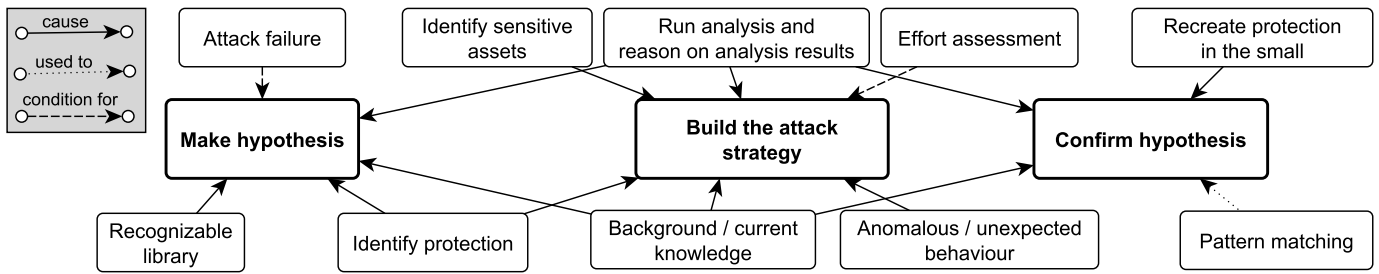 cause
used to
condition for
Attack failure
Identify sensitive
assets
Run analysis and
reason on analysis results
Effort assessment
Recreate protection
in the small
Make hypothesis
Build the attack
strategy
Confirm hypothesis
Recognizable
library
Identify protection
Background / current
knowledge
Anomalous / unexpected
behaviour
Pattern matching